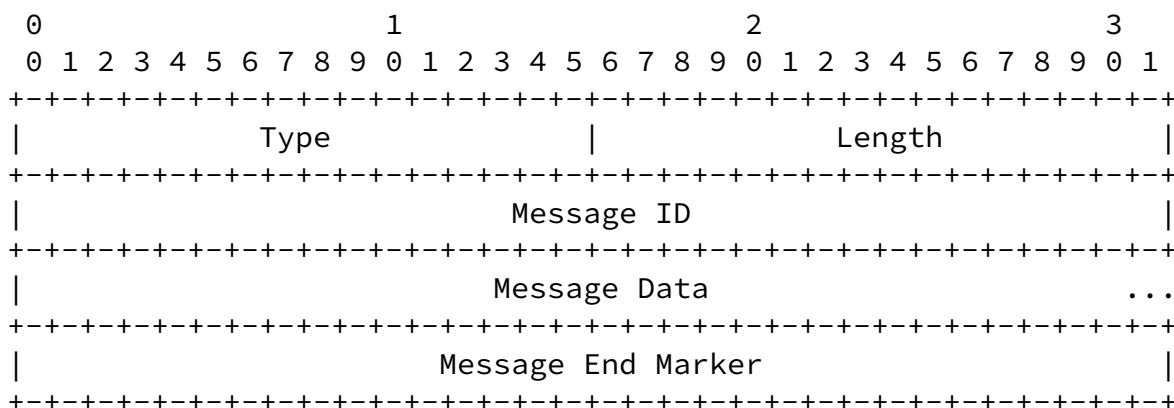 0                   1                   2                   3
 0 1 2 3 4 5 6 7 8 9 0 1 2 3 4 5 6 7 8 9 0 1 2 3 4 5 6 7 8 9 0 1
+-+-+-+-+-+-+-+-+-+-+-+-+-+-+-+-+-+-+-+-+-+-+-+-+-+-+-+-+-+-+-+-+
|             Type              |             Length            |
+-+-+-+-+-+-+-+-+-+-+-+-+-+-+-+-+-+-+-+-+-+-+-+-+-+-+-+-+-+-+-+-+
|                           Message ID                          |
+-+-+-+-+-+-+-+-+-+-+-+-+-+-+-+-+-+-+-+-+-+-+-+-+-+-+-+-+-+-+-+-+
|                          Message Data                       ...
+-+-+-+-+-+-+-+-+-+-+-+-+-+-+-+-+-+-+-+-+-+-+-+-+-+-+-+-+-+-+-+-+
|                       Message End Marker                      |
+-+-+-+-+-+-+-+-+-+-+-+-+-+-+-+-+-+-+-+-+-+-+-+-+-+-+-+-+-+-+-+-+